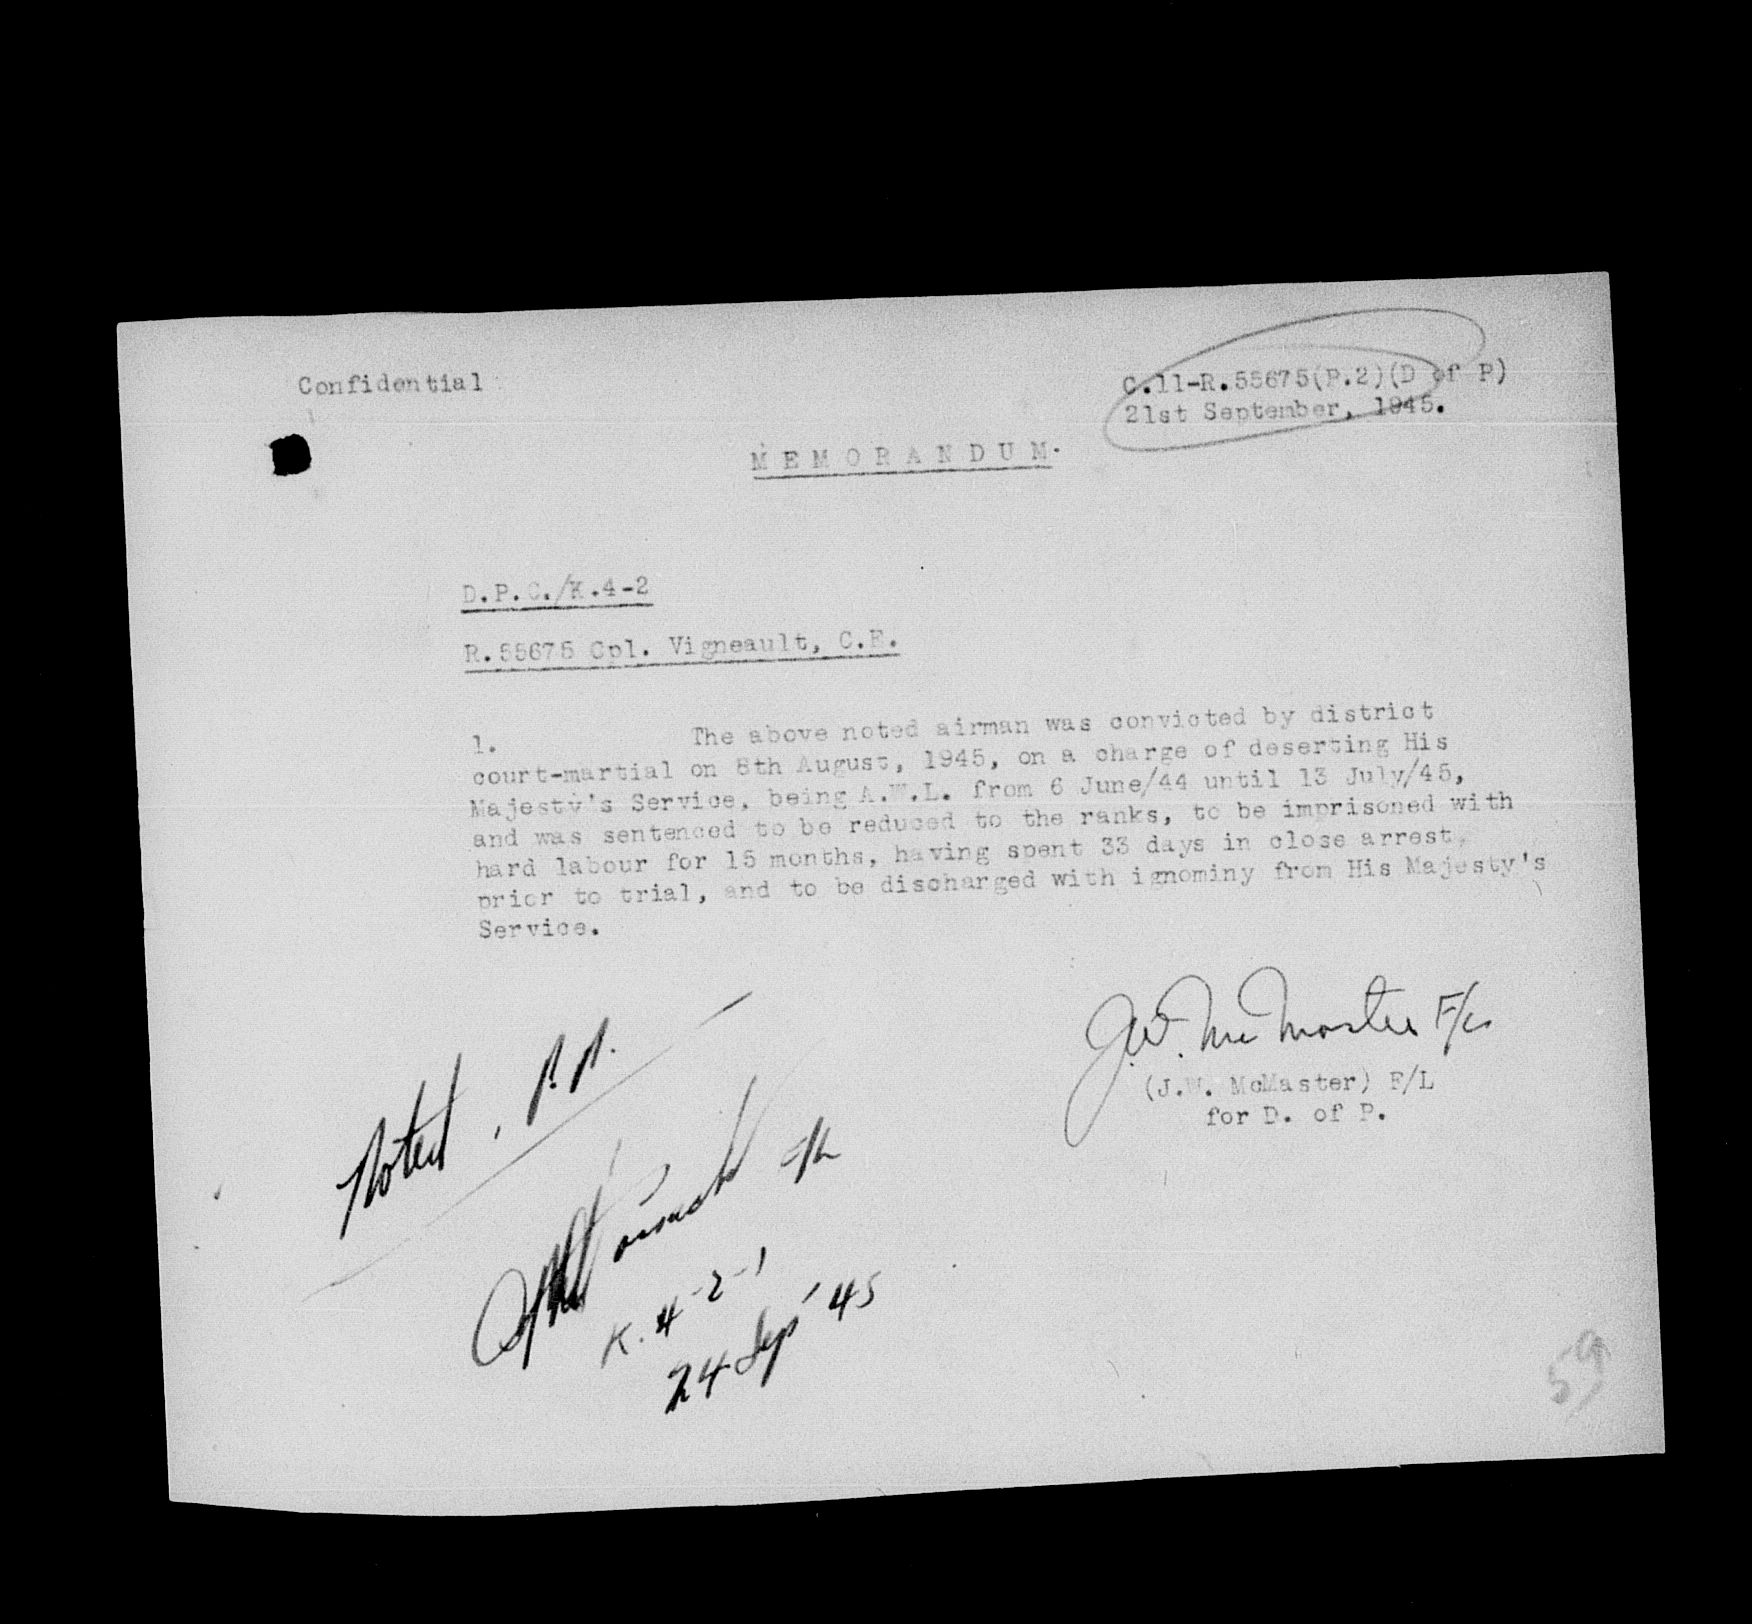 Confidential
C.11-R.55675(P.2)(D of P)
21st September, 1945.
MEMORANDUM.
D.P.C./K.4-2
R.55675 Cpl. Vigneault, C.E.
1. The above noted airman was convicted by district
court-martial on 8th August, 1945, on a charge of deserting His
Majesty's Service, being A.W.L. from 6 June/44 until 13 July/45,
and was sentenced to be reduced to the ranks, to be imprisoned with
hard labour for 15 months, having spent 33 days in close arrest,
prior to trial, and to be discharged with ignominy from His Majesty's
Service.
J.W. McMaster F/L
(J.W. McMaster) F/L
for D. of P.
Noted, p.p.
F/L
K.4-2-1
24 Sep' 45
59